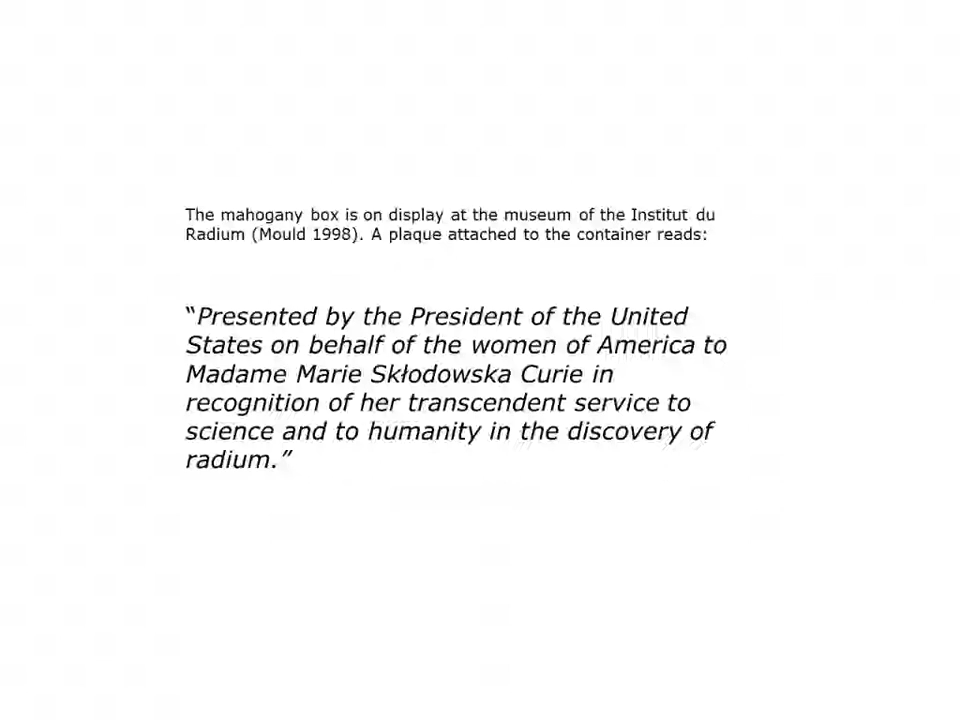 The mahogany box is on display at the museum of the Institut du
Radium (Mould 1998). A plaque attached to the container reads:
“Presented by the President of the United
States on behalf of the women of America to
Madame Marie Skłodowska Curie in
recognition of her transcendent service to
science and to humanity in the discovery of
radium.”